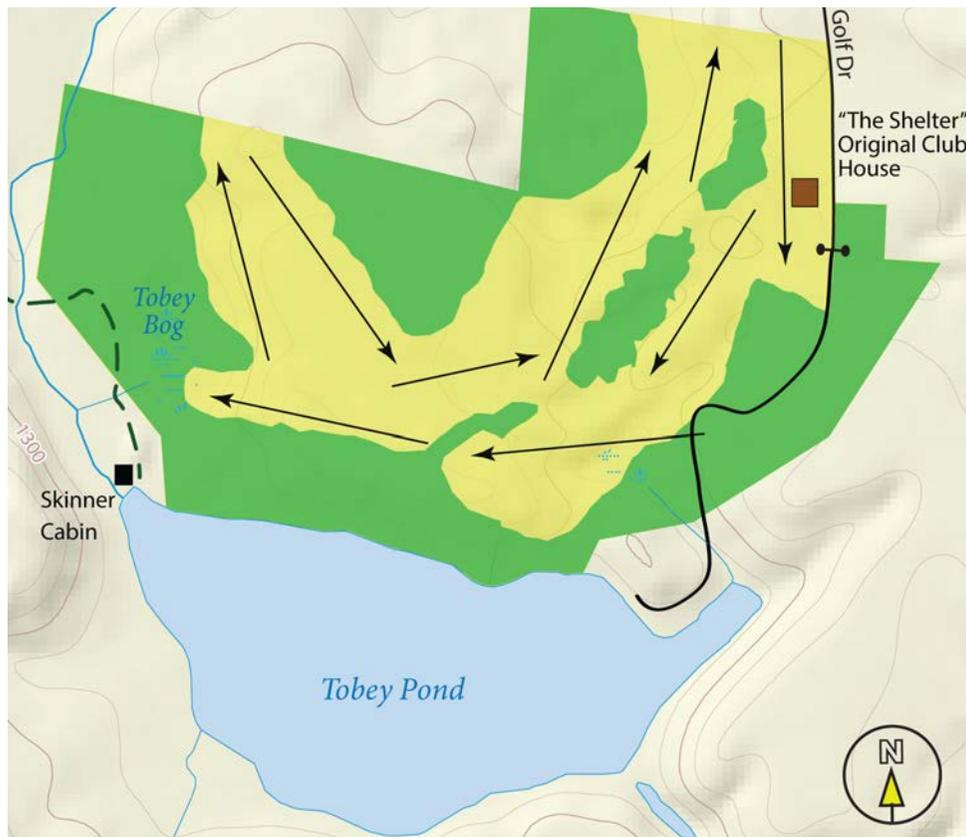 Golf Dr
"The Shelter"
Original Club
House
Tobey
Bog
1300
Skinner
Cabin
Tobey Pond
N